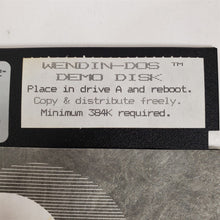 WENDIN-DOS ™
DEMO DISK
Place in drive A and reboot.
Copy & distribute freely.
Minimum 384K required.